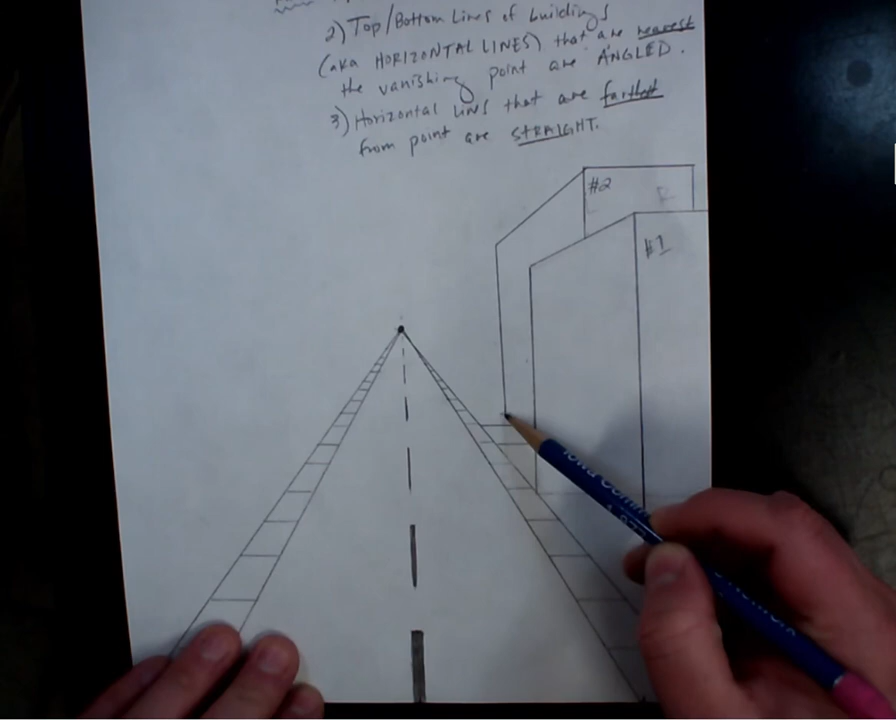 2) Top/Bottom Lines of buildings
(aka HORIZONTAL LINES) that are nearest
the vanishing point are ANGLED.
3) Horizontal lines that are farthest
from point are STRAIGHT.
#2
#1